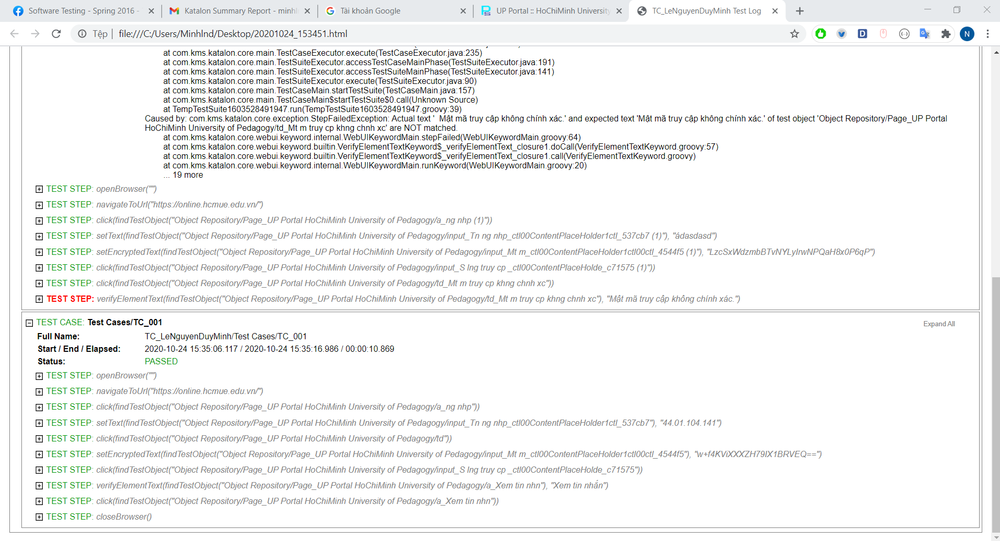 Software Testing - Spring 2016 -
Katalon Summary Report - minhl
Tài khoản Google
UP Portal :: HoChiMinh University
TC_LeNguyenDuyMinh Test Log
Tệp
file:///C:/Users/Minhlnd/Desktop/20201024_153451.html
N
at com.kms.katalon.core.main.TestCaseExecutor.execute(TestCaseExecutor.java:235)
at com.kms.katalon.core.main.TestSuiteExecutor.accessTestCaseMainPhase(TestSuiteExecutor.java:191)
at com.kms.katalon.core.main.TestSuiteExecutor.accessTestSuiteMainPhase(TestSuiteExecutor.java:141)
at com.kms.katalon.core.main.TestSuiteExecutor.execute(TestSuiteExecutor.java:90)
at com.kms.katalon.core.main.TestCaseMain.startTestSuite(TestCaseMain.java:157)
at com.kms.katalon.core.main.TestCaseMain$startTestSuite$0.call(Unknown Source)
at TempTestSuite1603528491947.run(TempTestSuite1603528491947.groovy:39)
Caused by: com.kms.katalon.core.exception.StepFailedException: Actual text '  Mật mã truy cập không chính xác.' and expected text 'Mật mã truy cập không chính xác.' of test object 'Object Repository/Page_UP Portal
HoChiMinh University of Pedagogy/td_Mt m truy cp khng chnh xc' are NOT matched.
at com.kms.katalon.core.webui.keyword.internal.WebUIKeywordMain.stepFailed(WebUIKeywordMain.groovy:64)
at com.kms.katalon.core.webui.keyword.builtin.VerifyElementTextKeyword$_verifyElementText_closure1.doCall(VerifyElementTextKeyword.groovy:57)
at com.kms.katalon.core.webui.keyword.builtin.VerifyElementTextKeyword$_verifyElementText_closure1.call(VerifyElementTextKeyword.groovy)
at com.kms.katalon.core.webui.keyword.internal.WebUIKeywordMain.runKeyword(WebUIKeywordMain.groovy:20)
... 19 more
TEST STEP: openBrowser("")
TEST STEP: navigateToUrl("https://online.hcmue.edu.vn/")
TEST STEP: click(findTestObject("Object Repository/Page_UP Portal HoChiMinh University of Pedagogy/a_ng nhp (1)"))
TEST STEP: setText(findTestObject("Object Repository/Page_UP Portal HoChiMinh University of Pedagogy/input_Tn ng nhp_ctl00ContentPlaceHolder1ctl_537cb7 (1)"), "ádasdasd")
TEST STEP: setEncryptedText(findTestObject("Object Repository/Page_UP Portal HoChiMinh University of Pedagogy/input_Mt m_ctl00ContentPlaceHolder1ctl00ctl_4544f5 (1)"), "LzcSxWdzmbBTvNYLyIrwNPQaH8x0P6qP")
TEST STEP: click(findTestObject("Object Repository/Page_UP Portal HoChiMinh University of Pedagogy/input_S lng truy cp _ctl00ContentPlaceHolde_c71575 (1)"))
TEST STEP: click(findTestObject("Object Repository/Page_UP Portal HoChiMinh University of Pedagogy/td_Mt m truy cp khng chnh xc"))
TEST STEP: verifyElementText(findTestObject("Object Repository/Page_UP Portal HoChiMinh University of Pedagogy/td_Mt m truy cp khng chnh xc"), "Mật mã truy cập không chính xác.")
TEST CASE: Test Cases/TC_001
Expand All
Full Name: TC_LeNguyenDuyMinh/Test Cases/TC_001
Start / End / Elapsed: 2020-10-24 15:35:06.117 / 2020-10-24 15:35:16.986 / 00:00:10.869
Status: PASSED
TEST STEP: openBrowser("")
TEST STEP: navigateToUrl("https://online.hcmue.edu.vn/")
TEST STEP: click(findTestObject("Object Repository/Page_UP Portal HoChiMinh University of Pedagogy/a_ng nhp"))
TEST STEP: setText(findTestObject("Object Repository/Page_UP Portal HoChiMinh University of Pedagogy/input_Tn ng nhp_ctl00ContentPlaceHolder1ctl_537cb7"), "44.01.104.141")
TEST STEP: click(findTestObject("Object Repository/Page_UP Portal HoChiMinh University of Pedagogy/td"))
TEST STEP: setEncryptedText(findTestObject("Object Repository/Page_UP Portal HoChiMinh University of Pedagogy/input_Mt m_ctl00ContentPlaceHolder1ctl00ctl_4544f5"), "w+f4KViXXXZH79IX1BRVEQ==")
TEST STEP: click(findTestObject("Object Repository/Page_UP Portal HoChiMinh University of Pedagogy/input_S lng truy cp _ctl00ContentPlaceHolde_c71575"))
TEST STEP: verifyElementText(findTestObject("Object Repository/Page_UP Portal HoChiMinh University of Pedagogy/a_Xem tin nhn"), "Xem tin nhắn")
TEST STEP: click(findTestObject("Object Repository/Page_UP Portal HoChiMinh University of Pedagogy/a_Xem tin nhn"))
TEST STEP: closeBrowser()